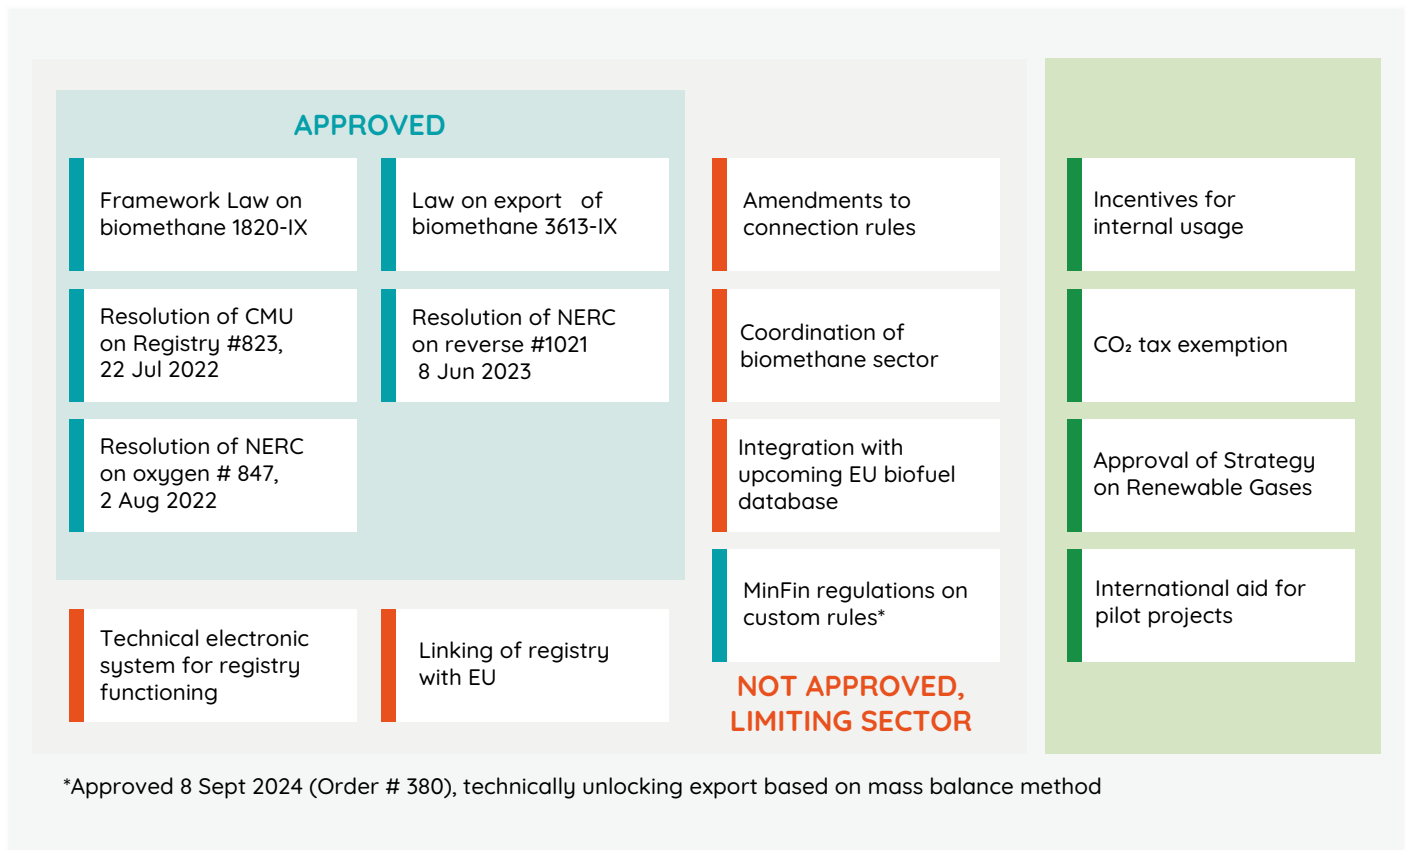 APPROVED
Framework Law on
biomethane 1820-IX
Law on export of
biomethane 3613-IX
Resolution of CMU
on Registry #823,
22 Jul 2022
Resolution of NERC
on reverse #1021
8 Jun 2023
Resolution of NERC
on oxygen # 847,
2 Aug 2022
Technical electronic
system for registry
functioning
Linking of registry
with EU
Amendments to
connection rules
Coordination of
biomethane sector
Integration with
upcoming EU biofuel
database
MinFin regulations on
custom rules*
NOT APPROVED,
LIMITING SECTOR
Incentives for
internal usage
CO₂ tax exemption
Approval of Strategy
on Renewable Gases
International aid for
pilot projects
*Approved 8 Sept 2024 (Order # 380), technically unlocking export based on mass balance method